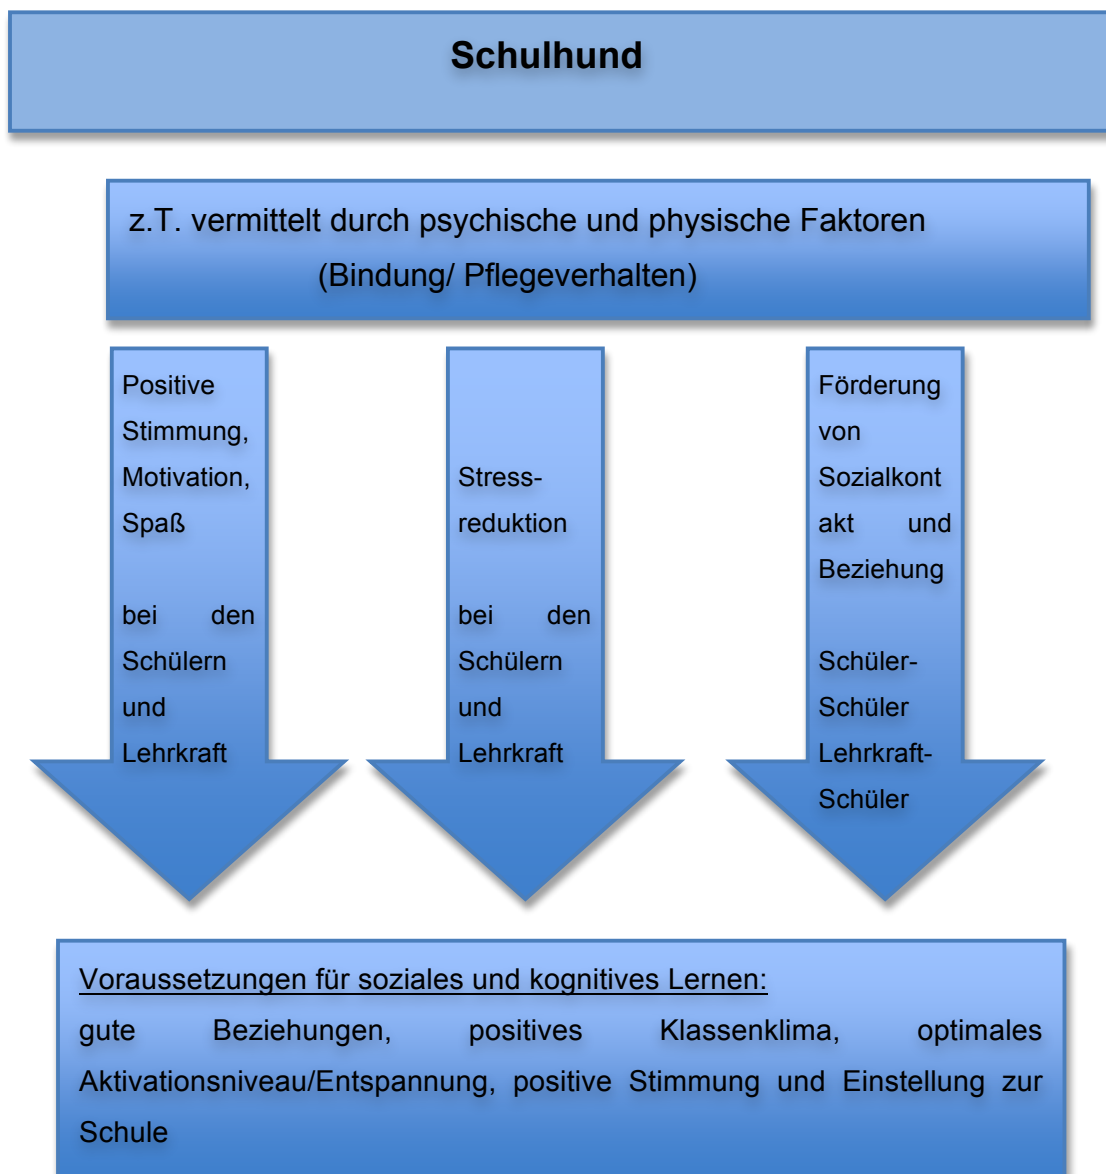 Schulhund
z.T. vermittelt durch psychische und physische Faktoren
(Bindung/ Pflegeverhalten)
Positive
Stimmung,
Motivation,
Spaß
bei den
Schülern
und
Lehrkraft
Stress-
reduktion
bei den
Schülern
und
Lehrkraft
Förderung
von
Sozialkont
akt und
Beziehung
Schüler-
Schüler
Lehrkraft-
Schüler
Voraussetzungen für soziales und kognitives Lernen:
gute Beziehungen, positives Klassenklima, optimales
Aktivationsniveau/Entspannung, positive Stimmung und Einstellung zur
Schule